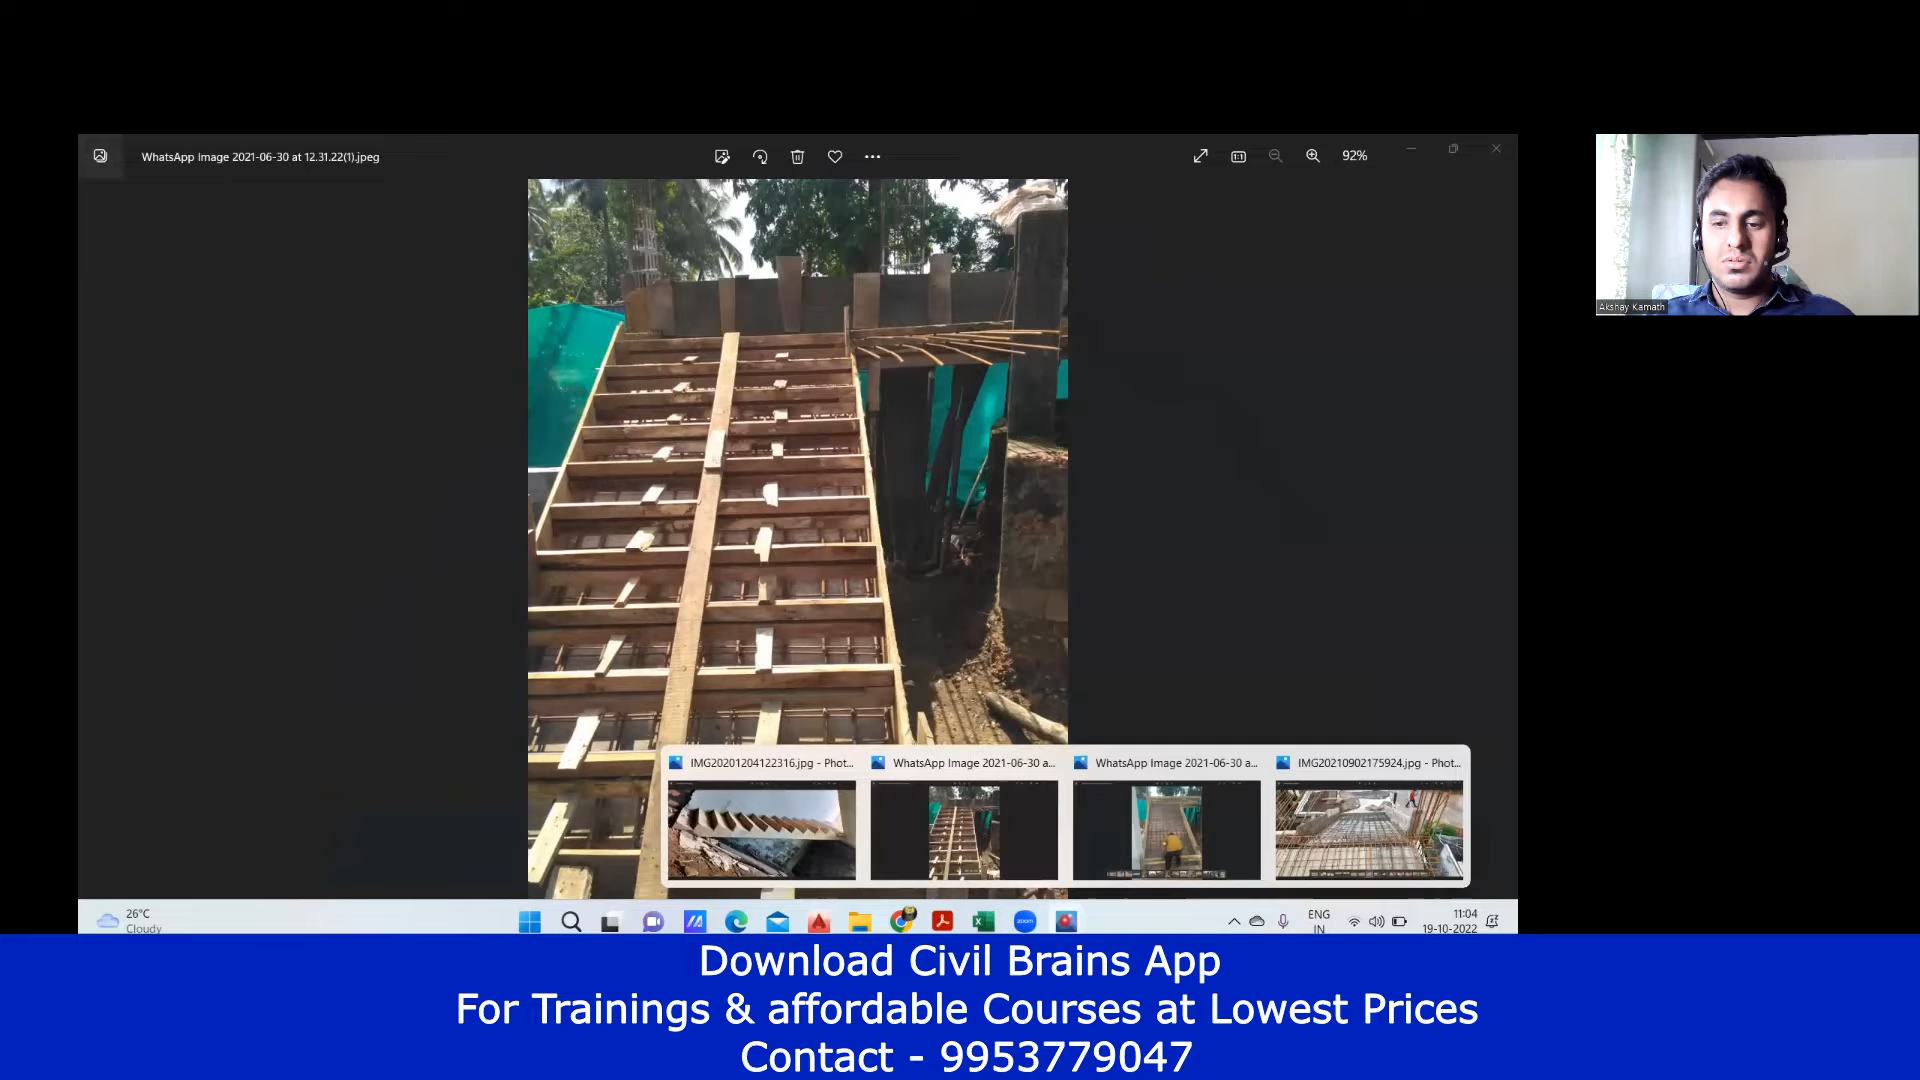 WhatsApp Image 2021-06-30 at 12.31.22(1).jpeg
92%
Akshay Kamath
IMG20201204122316.jpg - Phot...
WhatsApp Image 2021-06-30 a...
WhatsApp Image 2021-06-30 a...
IMG20210902175924.jpg - Phot...
26°C
Cloudy
zoom
ENG
IN
11:04
19-10-2022
Download Civil Brains App
For Trainings & affordable Courses at Lowest Prices
Contact - 9953779047